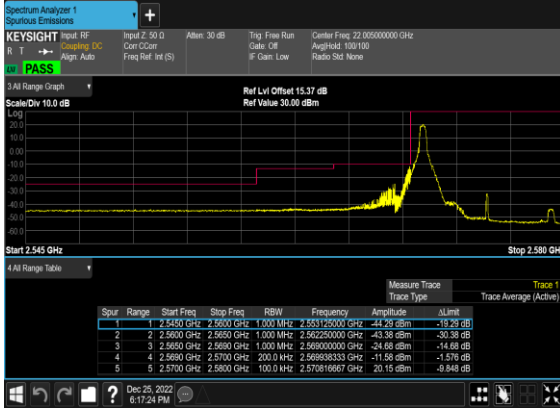 Spectrum Analyzer 1
Spurious Emissions
KEYSIGHT Input: RF Input Z: 50 Ω Atten: 30 dB Trig: Free Run Center Freq: 22.005000000 GHz
R T Coupling: DC Corr CCorr Gate: Off Avg|Hold: 100/100
Align: Auto Freq Ref: Int (S) IF Gain: Low Radio Std: None
PASS
3 All Range Graph
Ref Lvl Offset 15.37 dB
Scale/Div 10.0 dB Ref Value 30.00 dBm
Log
20.0
10.0
0.00
-10.0
-20.0
-30.0
-40.0
-50.0
-60.0
Start 2.545 GHz Stop 2.580 GH
4 All Range Table
Measure Trace Trace 1
Trace Type Trace Average (Active)
Spur Range Start Freq Stop Freq RBW Frequency Amplitude ΔLimit
1 1 2.5450 GHz 2.5600 GHz 1.000 MHz 2.553125000 GHz -44.29 dBm -19.29 dB
2 2 2.5600 GHz 2.5650 GHz 1.000 MHz 2.562250000 GHz -43.38 dBm -30.38 dB
3 3 2.5650 GHz 2.5690 GHz 1.000 MHz 2.569000000 GHz -24.68 dBm -14.68 dB
4 4 2.5690 GHz 2.5700 GHz 200.0 kHz 2.569938333 GHz -11.58 dBm -1.576 dB
5 5 2.5700 GHz 2.5800 GHz 100.0 kHz 2.570816667 GHz 20.15 dBm -9.848 dB
Dec 25, 2022
6:17:24 PM